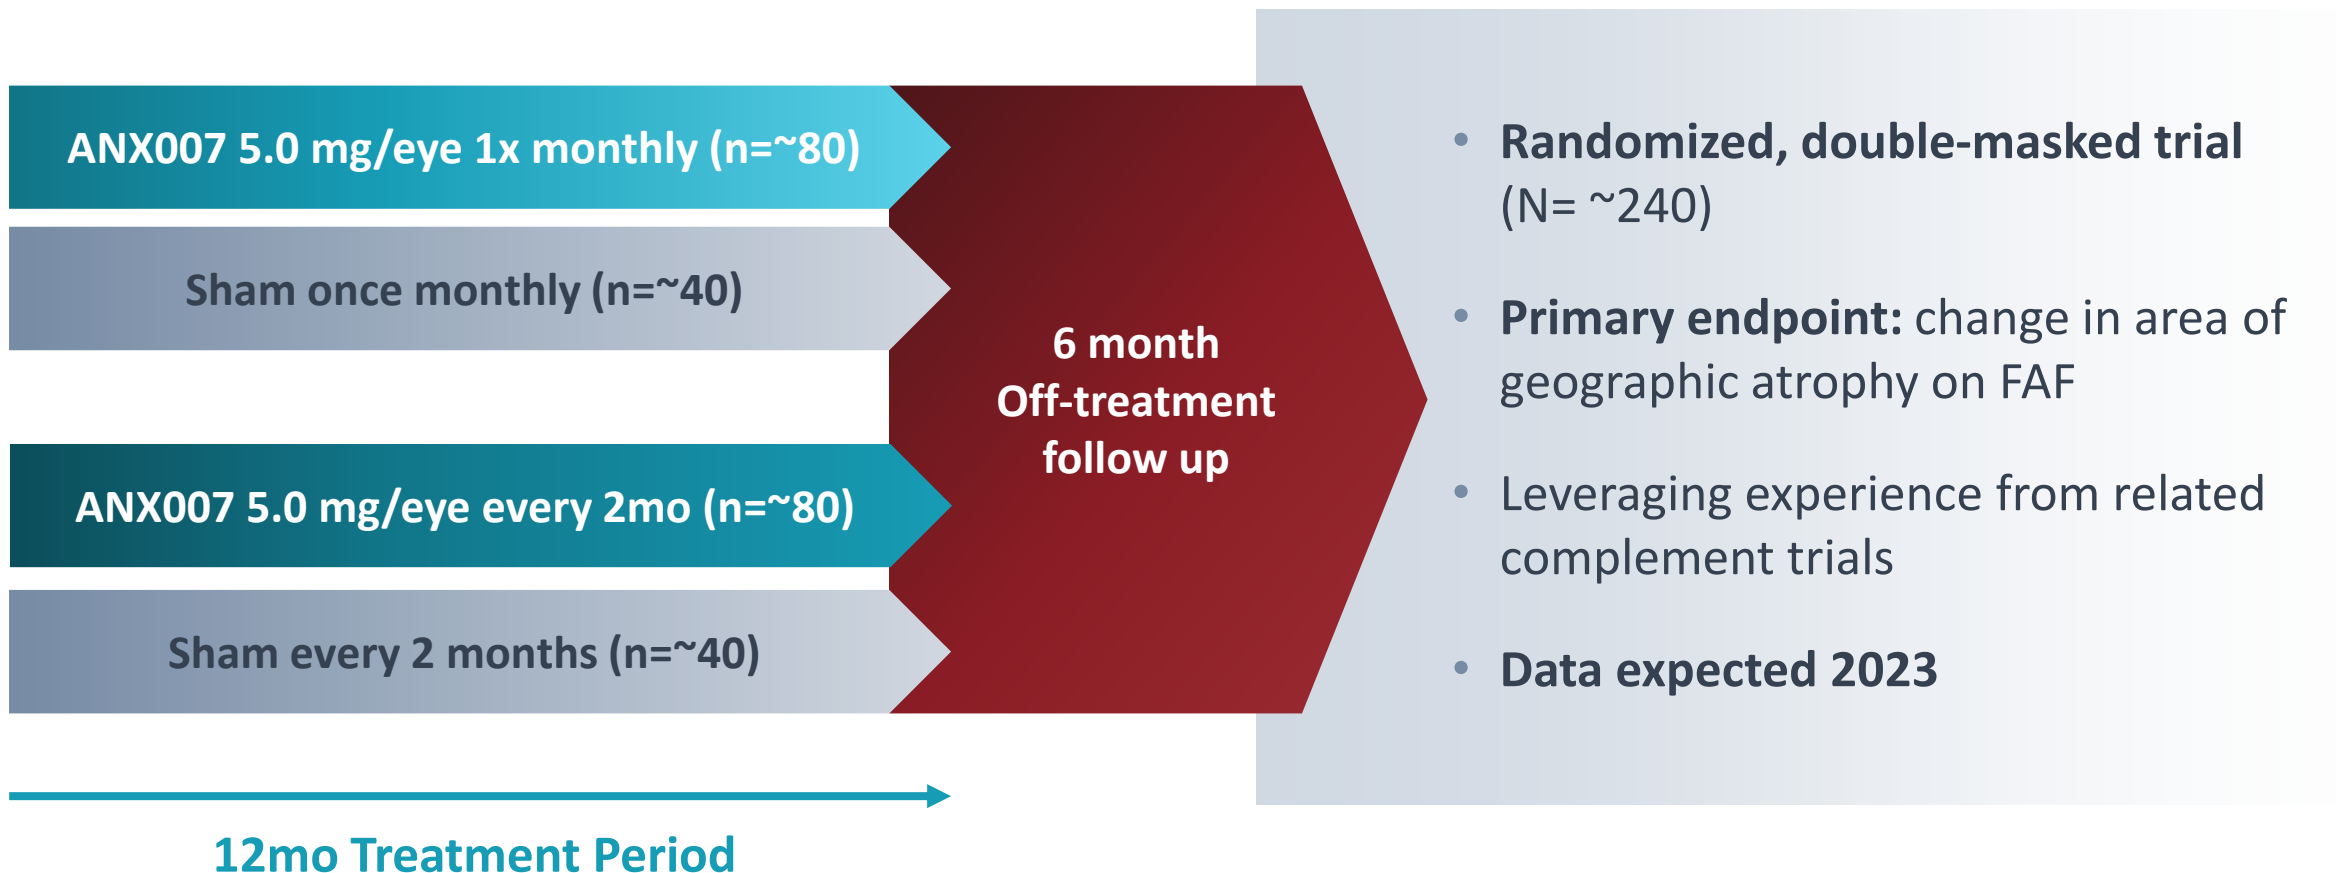 ANX007 5.0 mg/eye 1x monthly (n=~80)
Sham once monthly (n=~40)
ANX007 5.0 mg/eye every 2mo (n=~80)
Sham every 2 months (n=~40)
12mo Treatment Period
6 month
Off-treatment
follow up
• Randomized, double-masked trial
(N= ~240)
• Primary endpoint: change in area of
geographic atrophy on FAF
• Leveraging experience from related
complement trials
• Data expected 2023